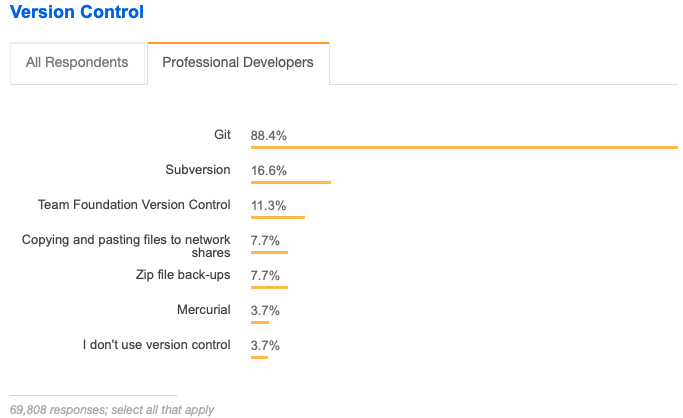 Version Control
All Respondents
Professional Developers
Git 88.4%
Subversion 16.6%
Team Foundation Version Control 11.3%
Copying and pasting files to network 7.7%
shares
Zip file back-ups 7.7%
Mercurial 3.7%
I don't use version control 3.7%
69,808 responses; select all that apply